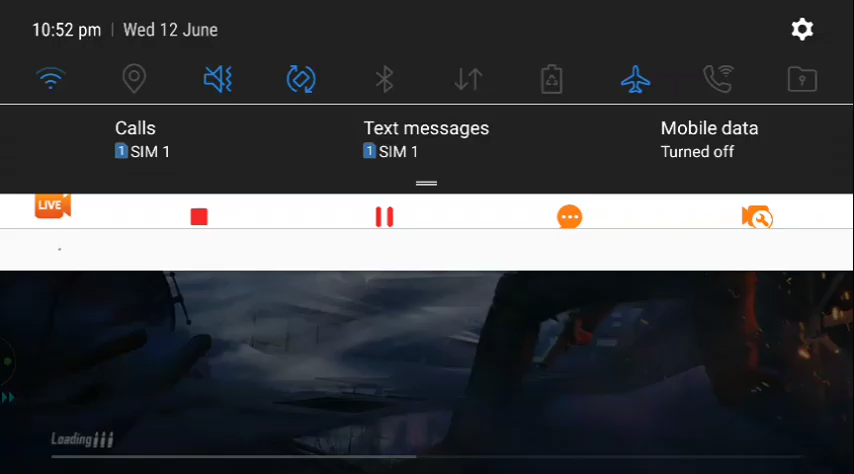 10:52 pm | Wed 12 June
Calls
Text messages
Mobile data
1 SIM 1
1 SIM 1
Turned off
LIVE
Loading